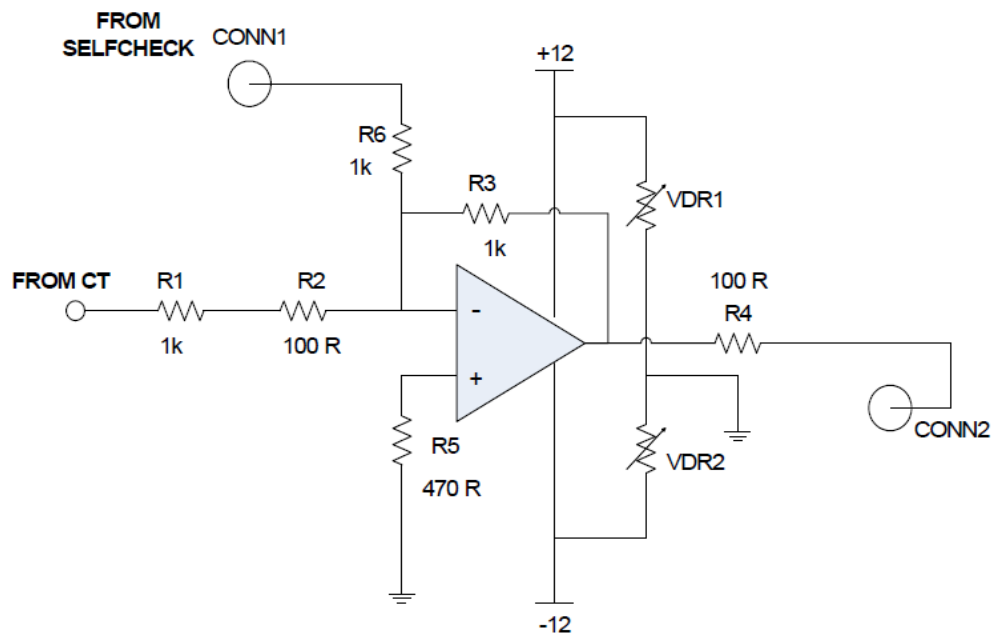 FROM
SELFCHECK
CONN1
+12
R6
1k
R3
1k
VDR1
FROM CT
R1
1k
R2
100 R
-
+
100 R
R4
R5
470 R
VDR2
CONN2
-12